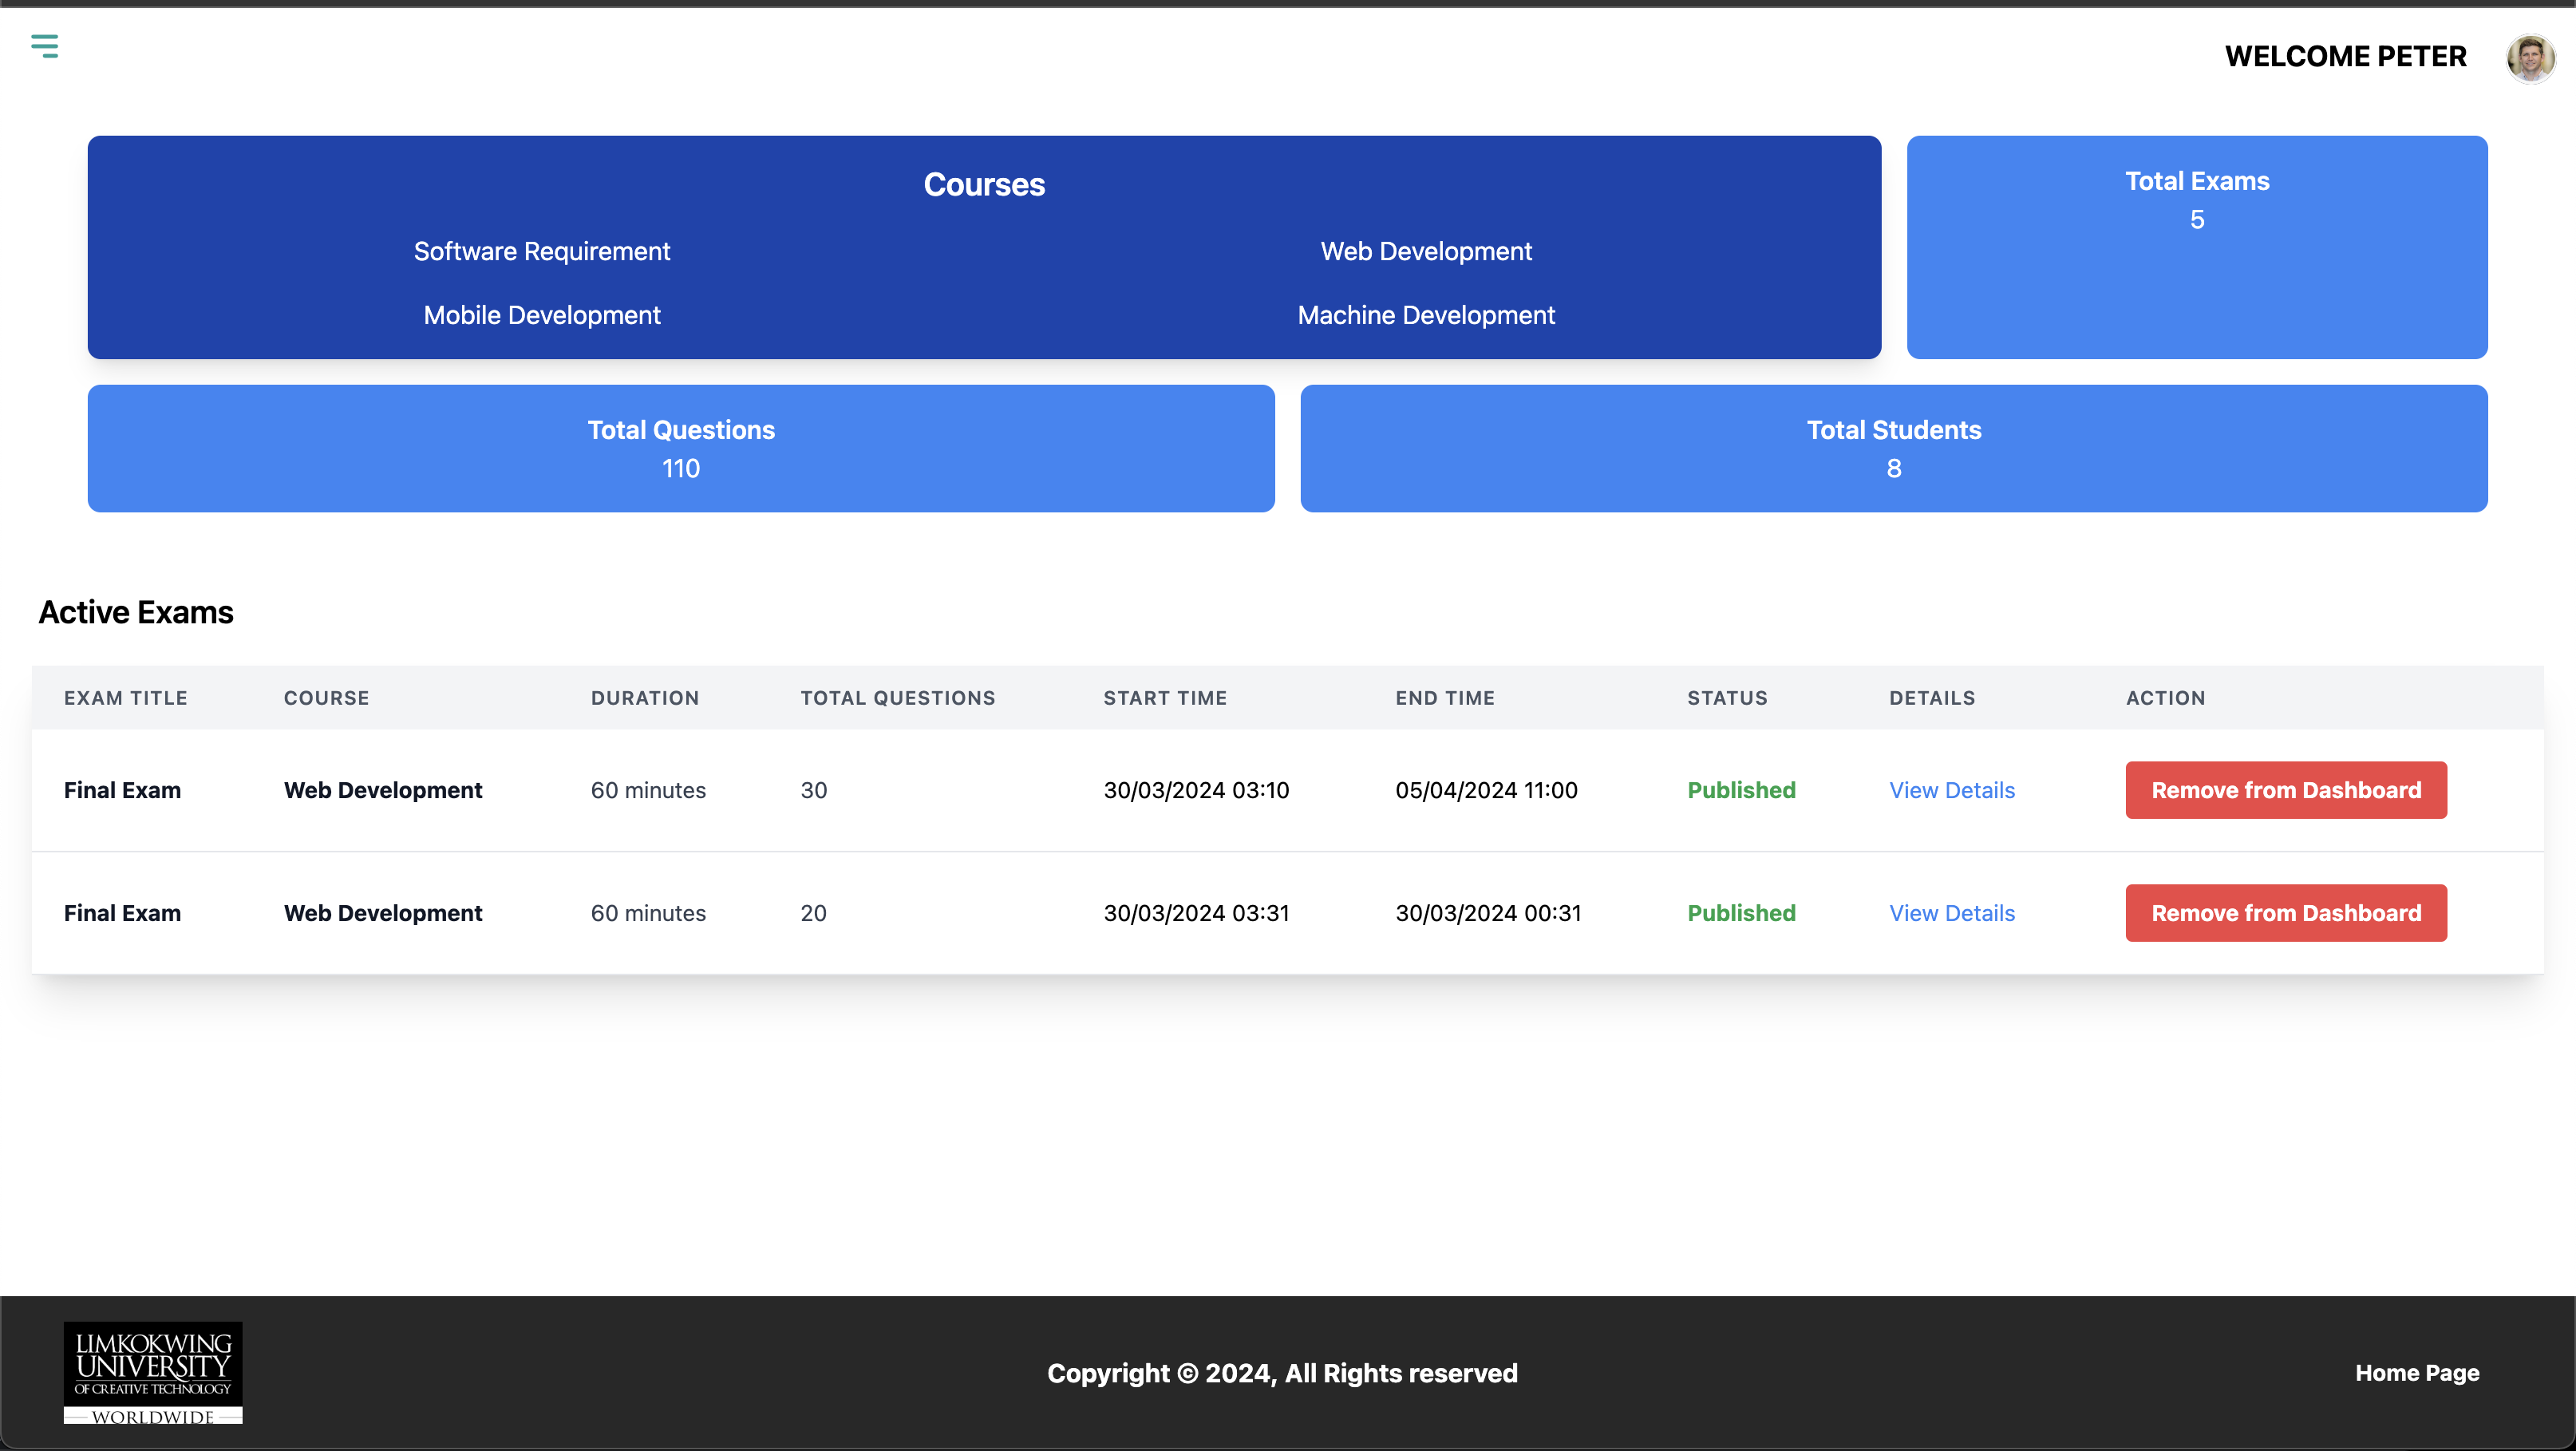 WELCOME PETER
Courses
Software Requirement
Web Development
Mobile Development
Machine Development
Total Exams
5
Total Questions
110
Total Students
8
Active Exams
EXAM TITLE COURSE DURATION TOTAL QUESTIONS START TIME END TIME STATUS DETAILS ACTION
Final Exam Web Development 60 minutes 30 30/03/2024 03:10 05/04/2024 11:00 Published View Details Remove from Dashboard
Final Exam Web Development 60 minutes 20 30/03/2024 03:31 30/03/2024 00:31 Published View Details Remove from Dashboard
LIMKOKWING
UNIVERSITY
OF CREATIVE TECHNOLOGY
WORLDWIDE
Copyright © 2024, All Rights reserved
Home Page